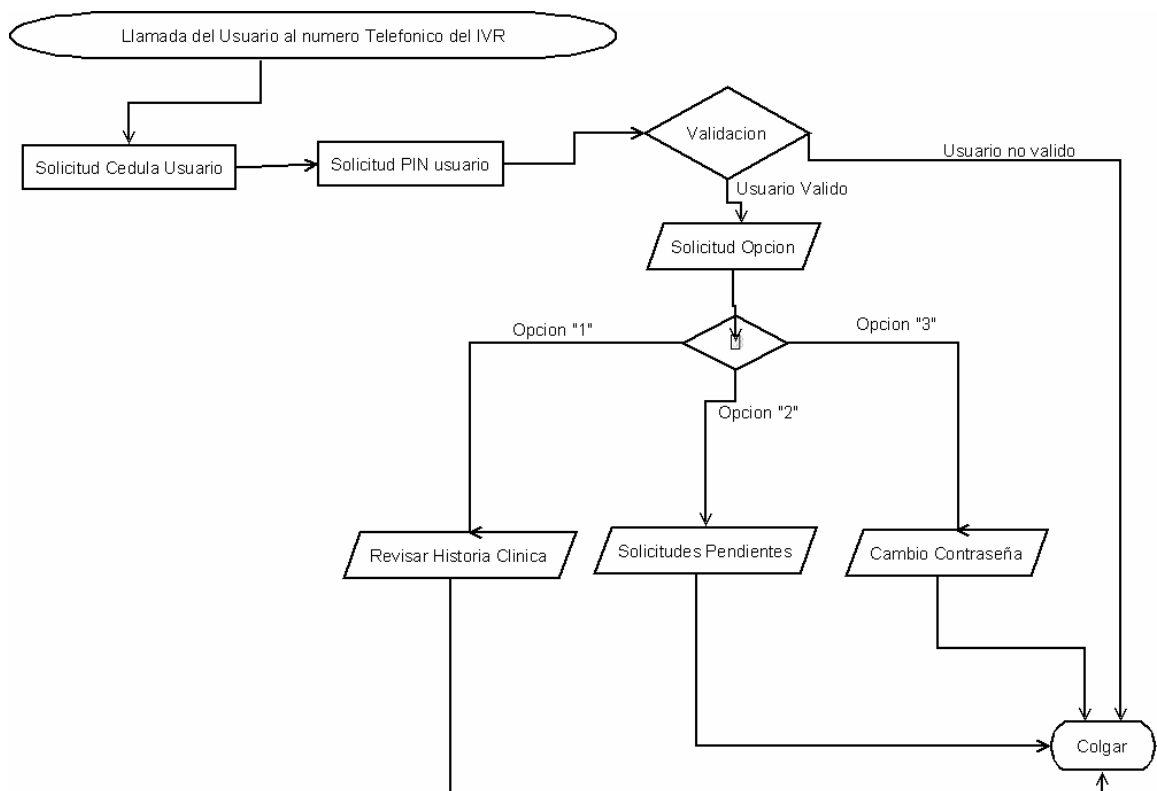 Llamada del Usuario al numero Telefonico del IVR
Validacion
Usuario no valido
Solicitud Cedula Usuario
Solicitud PIN usuario
Usuario Valido
Solicitud Opcion
Opcion "1"
Opcion "3"
Opcion "2"
Revisar Historia Clinica
Solicitudes Pendientes
Cambio Contraseña
Colgar